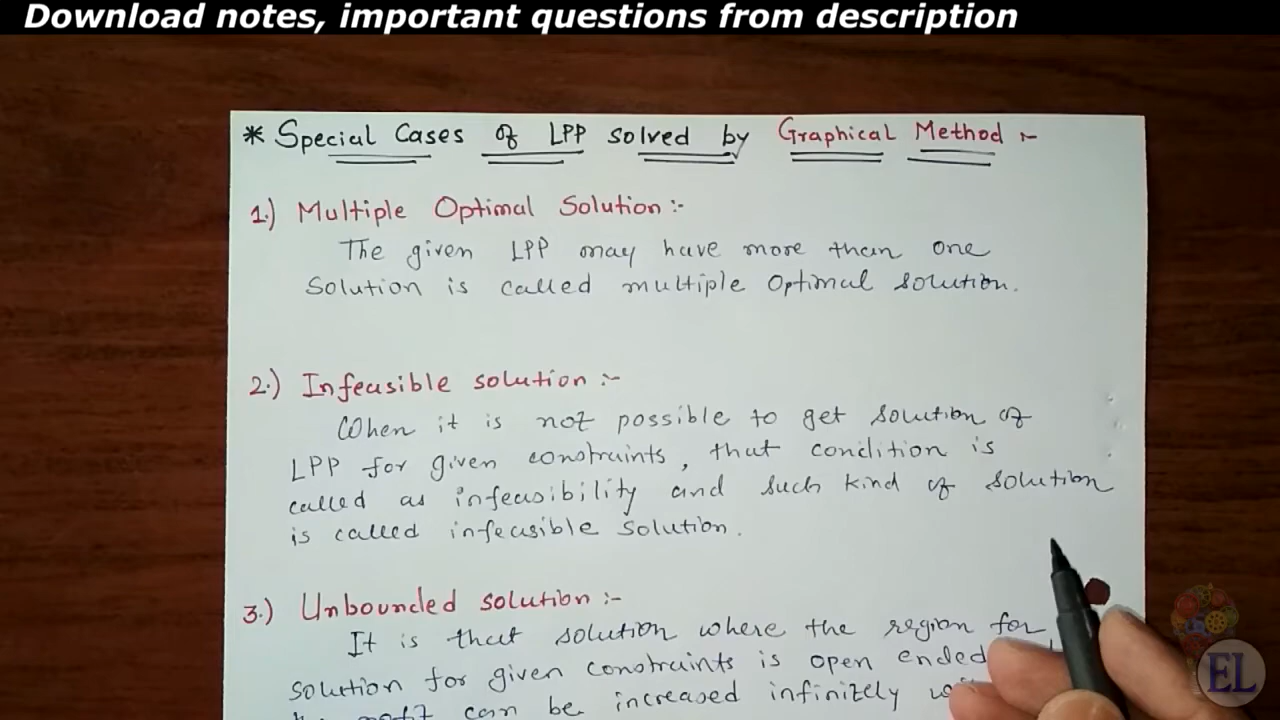 Download notes, important questions from description
* Special Cases of LPP solved by Graphical Method :-
1.) Multiple Optimal Solution :-
The given LPP may have more than one
Solution is called multiple Optimal solution.
2.) Infeasible solution :-
When it is not possible to get solution of
LPP for given constraints, that condition is
called as infeasibility and such kind of solution
is called infeasible solution.
3.) Unbounded solution :-
It is that solution where the region for
solution for given constraints is open ended
can be increased infinitely
EL